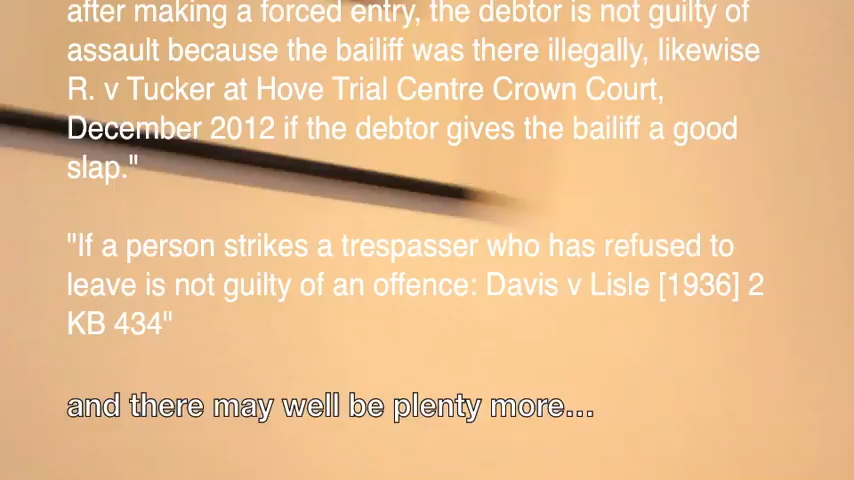 after making a forced entry, the debtor is not guilty of
assault because the bailiff was there illegally, likewise
R. v Tucker at Hove Trial Centre Crown Court,
December 2012 if the debtor gives the bailiff a good
slap."
"If a person strikes a trespasser who has refused to
leave is not guilty of an offence: Davis v Lisle [1936] 2
KB 434"
and there may well be plenty more...